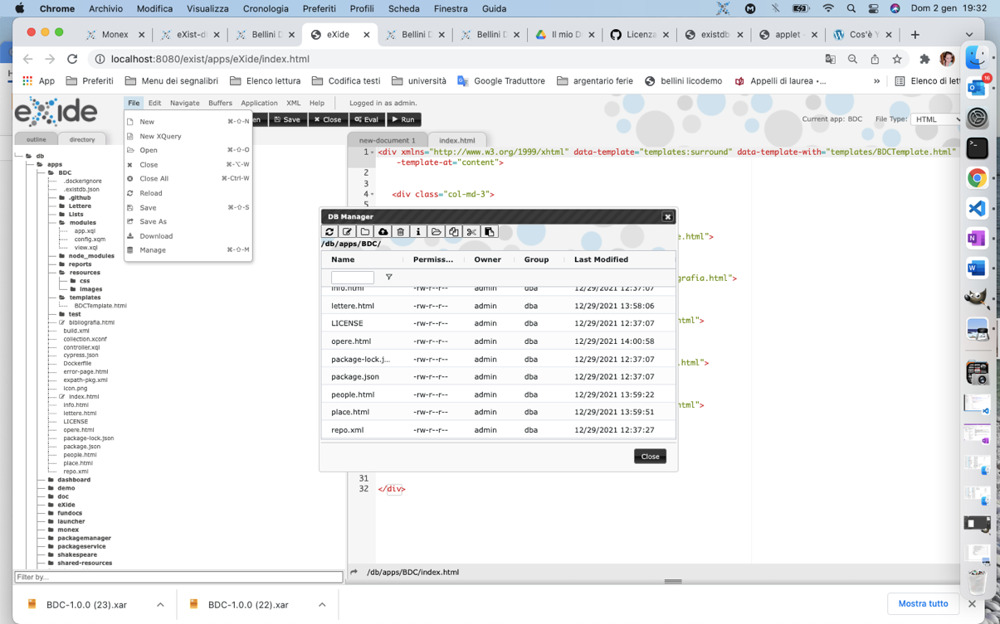 Chrome Archivio Modifica Visualizza Cronologia Preferiti Profili Scheda Finestra Guida Dom 2 gen 19:32
Monex eXist-d Bellini D eXide Bellini D Bellini D Il mio D Licenza existdb applet - Cos'è Y
localhost:8080/exist/apps/eXide/index.html
App Preferiti Menu dei segnalibri Elenco lettura Codifica testi università Google Traduttore argentario ferie bellini licodemo Appelli di laurea •... » Elenco di lett
16
eXide File Edit Navigate Buffers Application XML Help Logged in as admin.
en Save Close Eval Run
Current app: BDC File Type: HTML
outline directory
new-document 1 index.html
New ⌘-⇧-N
New XQuery
Open ⌘-⇧-O
Close ⌘-⌥-W
Close All ⌘-Ctrl-W
Reload
Save ⌘-⇧-S
Save As
Download
Manage ⌘-⇧-M
db
apps
BDC
.dockerignore
.existdb.json
.github
Lettere
Lists
modules
app.xql
config.xqm
view.xql
node_modules
reports
resources
css
images
templates
BDCTemplate.html
test
bibliografia.html
build.xml
collection.xconf
controller.xql
cypress.json
Dockerfile
error-page.html
expath-pkg.xml
icon.png
index.html
info.html
lettere.html
LICENSE
opere.html
package-lock.json
package.json
people.html
place.html
repo.xml
dashboard
demo
doc
eXide
fundocs
launcher
monex
packagemanager
packageservice
shakespeare
shared-resources
Filter by...
1 <div xmlns="http://www.w3.org/1999/xhtml" data-template="templates:surround" data-template-with="templates/BDCTemplate.html"
-template-at="content">
2
3
4 <div class="col-md-3">
5
e.html">
grafia.html">
tml">
.html">
html">
31
32 </div>
DB Manager
/db/apps/BDC/
Name Permiss... Owner Group Last Modified
info.html -rw-r--r-- admin dba 12/29/2021 12:37:07
lettere.html -rw-r--r-- admin dba 12/29/2021 13:58:06
LICENSE -rw-r--r-- admin dba 12/29/2021 12:37:07
opere.html -rw-r--r-- admin dba 12/29/2021 14:00:58
package-lock.j... -rw-r--r-- admin dba 12/29/2021 12:37:07
package.json -rw-r--r-- admin dba 12/29/2021 12:37:07
people.html -rw-r--r-- admin dba 12/29/2021 13:59:22
place.html -rw-r--r-- admin dba 12/29/2021 13:59:51
repo.xml -rw-r--r-- admin dba 12/29/2021 12:37:27
Close
/db/apps/BDC/index.html
BDC-1.0.0 (23).xar BDC-1.0.0 (22).xar Mostra tutto